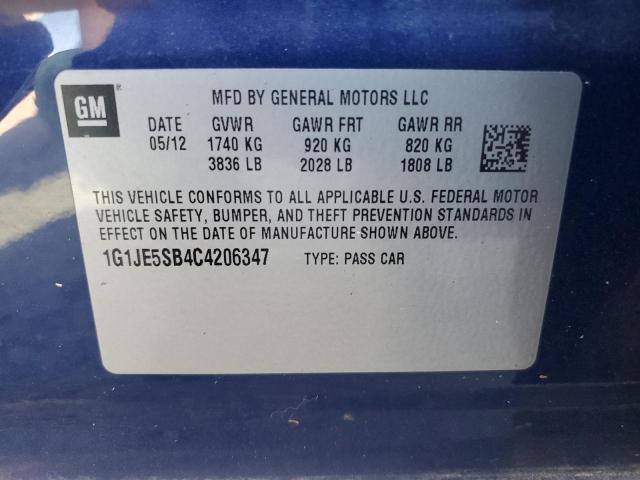 GM
MFD BY GENERAL MOTORS LLC
DATE GVWR GAWR FRT GAWR RR
05/12 1740 KG 920 KG 820 KG
3836 LB 2028 LB 1808 LB
THIS VEHICLE CONFORMS TO ALL APPLICABLE U.S. FEDERAL MOTOR
VEHICLE SAFETY, BUMPER, AND THEFT PREVENTION STANDARDS IN
EFFECT ON THE DATE OF MANUFACTURE SHOWN ABOVE.
1G1JE5SB4C4206347 TYPE: PASS CAR